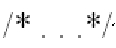 /* . . . */